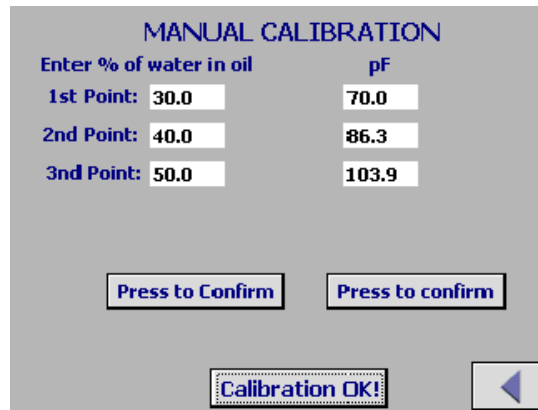 MANUAL CALIBRATION
Enter % of water in oil pF
1st Point: 30.0 70.0
2nd Point: 40.0 86.3
3nd Point: 50.0 103.9
Press to Confirm Press to confirm
Calibration OK!